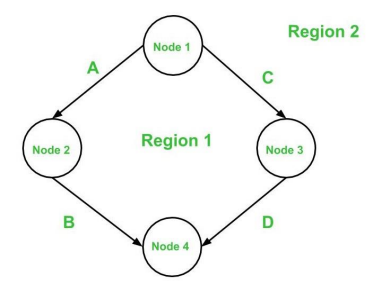 Region 2
Node 1
A
C
Region 1
Node 2
Node 3
B
D
Node 4